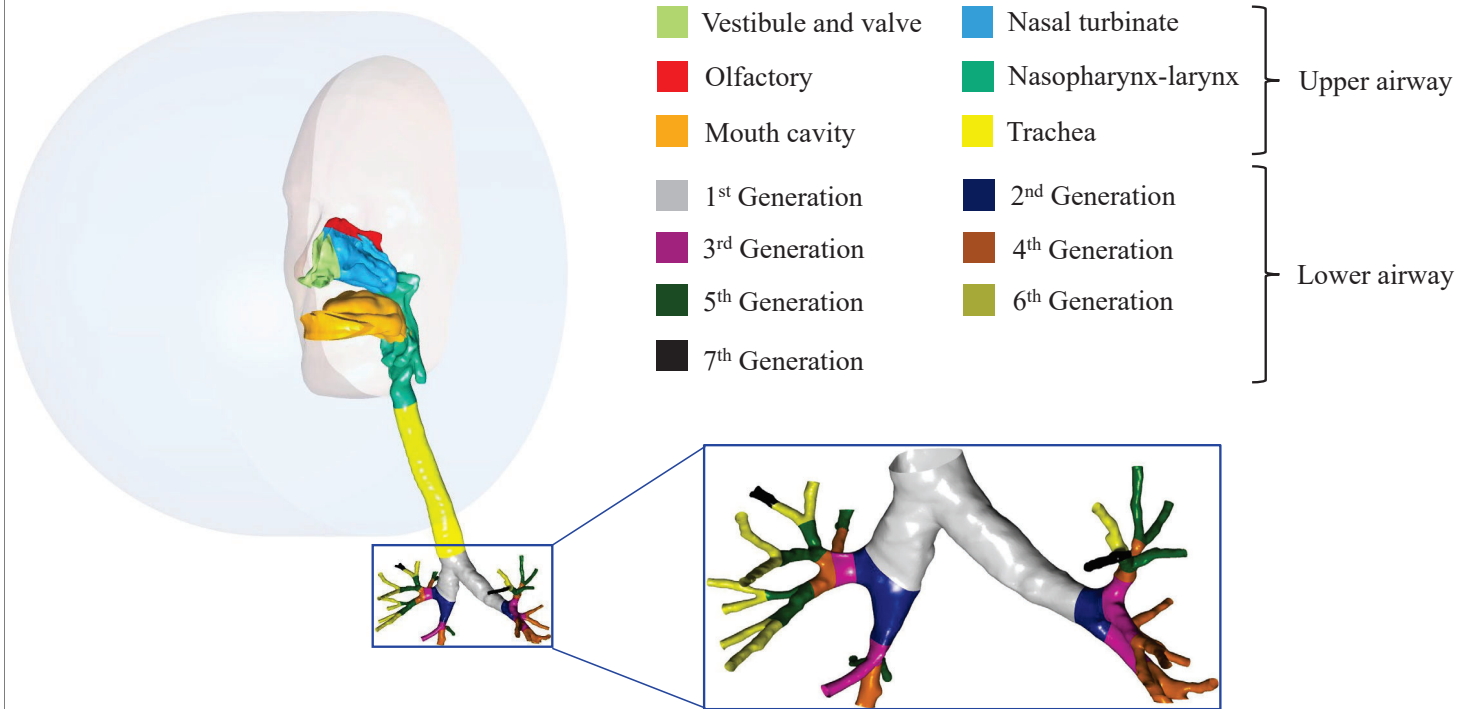 Vestibule and valve
Nasal turbinate
Olfactory
Nasopharynx-larynx
Mouth cavity
Trachea
Upper airway
1st Generation
2nd Generation
3rd Generation
4th Generation
5th Generation
6th Generation
7th Generation
Lower airway